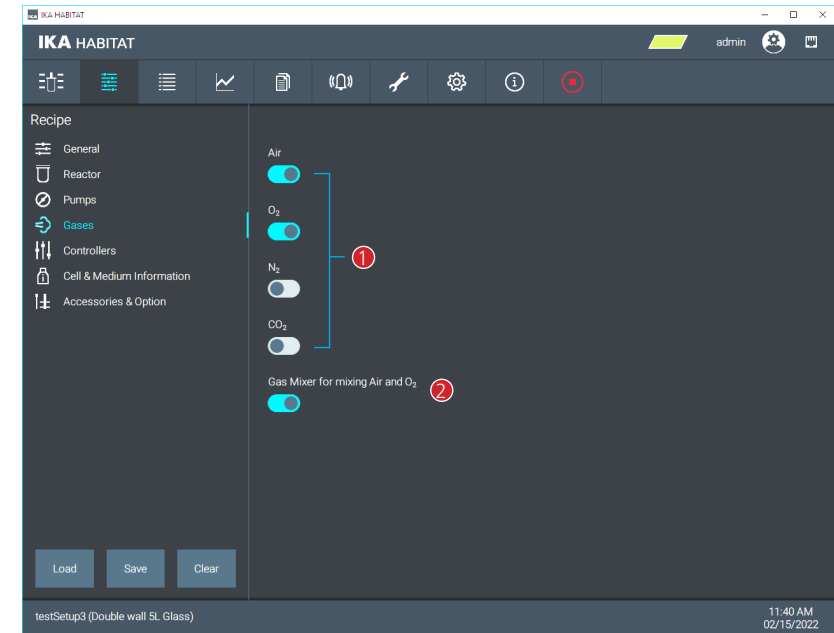 IKA HABITAT
IKA HABITAT
admin
Recipe
General
Reactor
Pumps
Gases
Controllers
Cell & Medium Information
Accessories & Option
Air
O₂
N₂
CO₂
1
Gas Mixer for mixing Air and O₂
2
Load Save Clear
testSetup3 (Double wall 5L Glass)
11:40 AM
02/15/2022